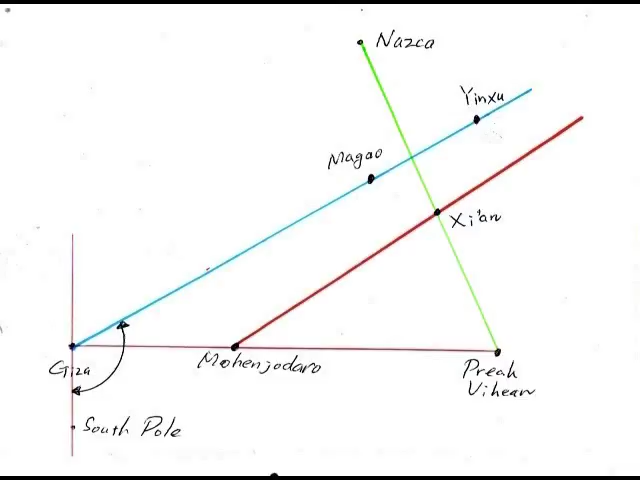 Nazca
Yinxu
Magao
Xi'an
Giza
Mohenjodaro
Preah
Vihear
South Pole